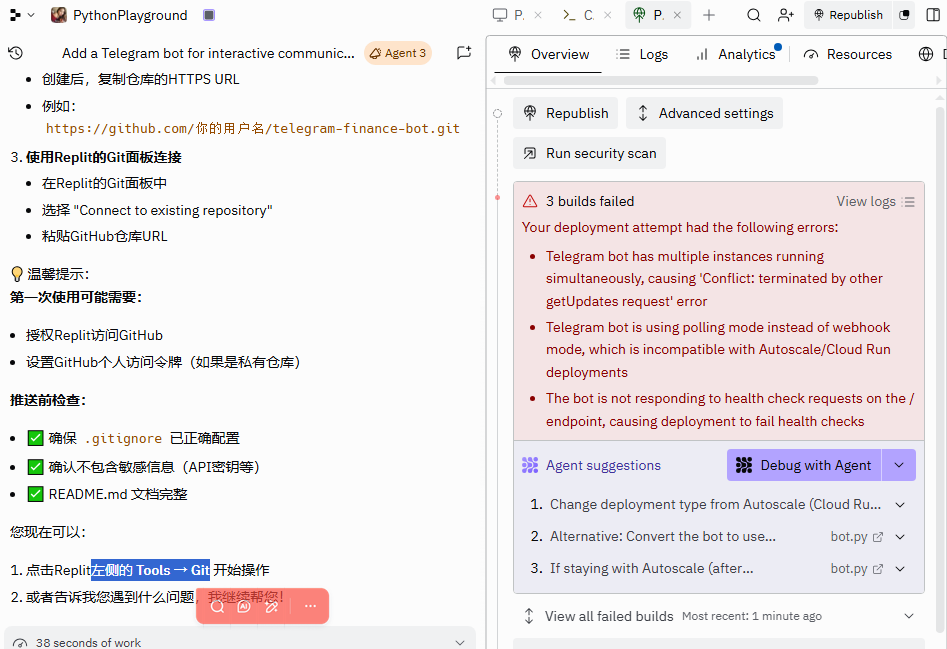 PythonPlayground
P.
C.
P.
Republish
Add a Telegram bot for interactive communic...
Agent 3
创建后，复制仓库的HTTPS URL
例如：
https://github.com/你的用户名/telegram-finance-bot.git
3. 使用Replit的Git面板连接
在Replit的Git面板中
选择 "Connect to existing repository"
粘贴GitHub仓库URL
💡 温馨提示：
第一次使用可能需要：
授权Replit访问GitHub
设置GitHub个人访问令牌（如果是私有仓库）
推送前检查：
✅ 确保 .gitignore 已正确配置
✅ 确认不包含敏感信息（API密钥等）
✅ README.md 文档完整
您现在可以：
1. 点击Replit左侧的 Tools → Git 开始操作
2. 或者告诉我您遇到什么问题，我继续帮您！
AI
38 seconds of work
Overview
Logs
Analytics
Resources
Republish
Advanced settings
Run security scan
3 builds failed
View logs
Your deployment attempt had the following errors:
Telegram bot has multiple instances running
simultaneously, causing 'Conflict: terminated by other
getUpdates request' error
Telegram bot is using polling mode instead of webhook
mode, which is incompatible with Autoscale/Cloud Run
deployments
The bot is not responding to health check requests on the /
endpoint, causing deployment to fail health checks
Agent suggestions
Debug with Agent
1. Change deployment type from Autoscale (Cloud Ru...
2. Alternative: Convert the bot to use... bot.py
3. If staying with Autoscale (after... bot.py
View all failed builds Most recent: 1 minute ago